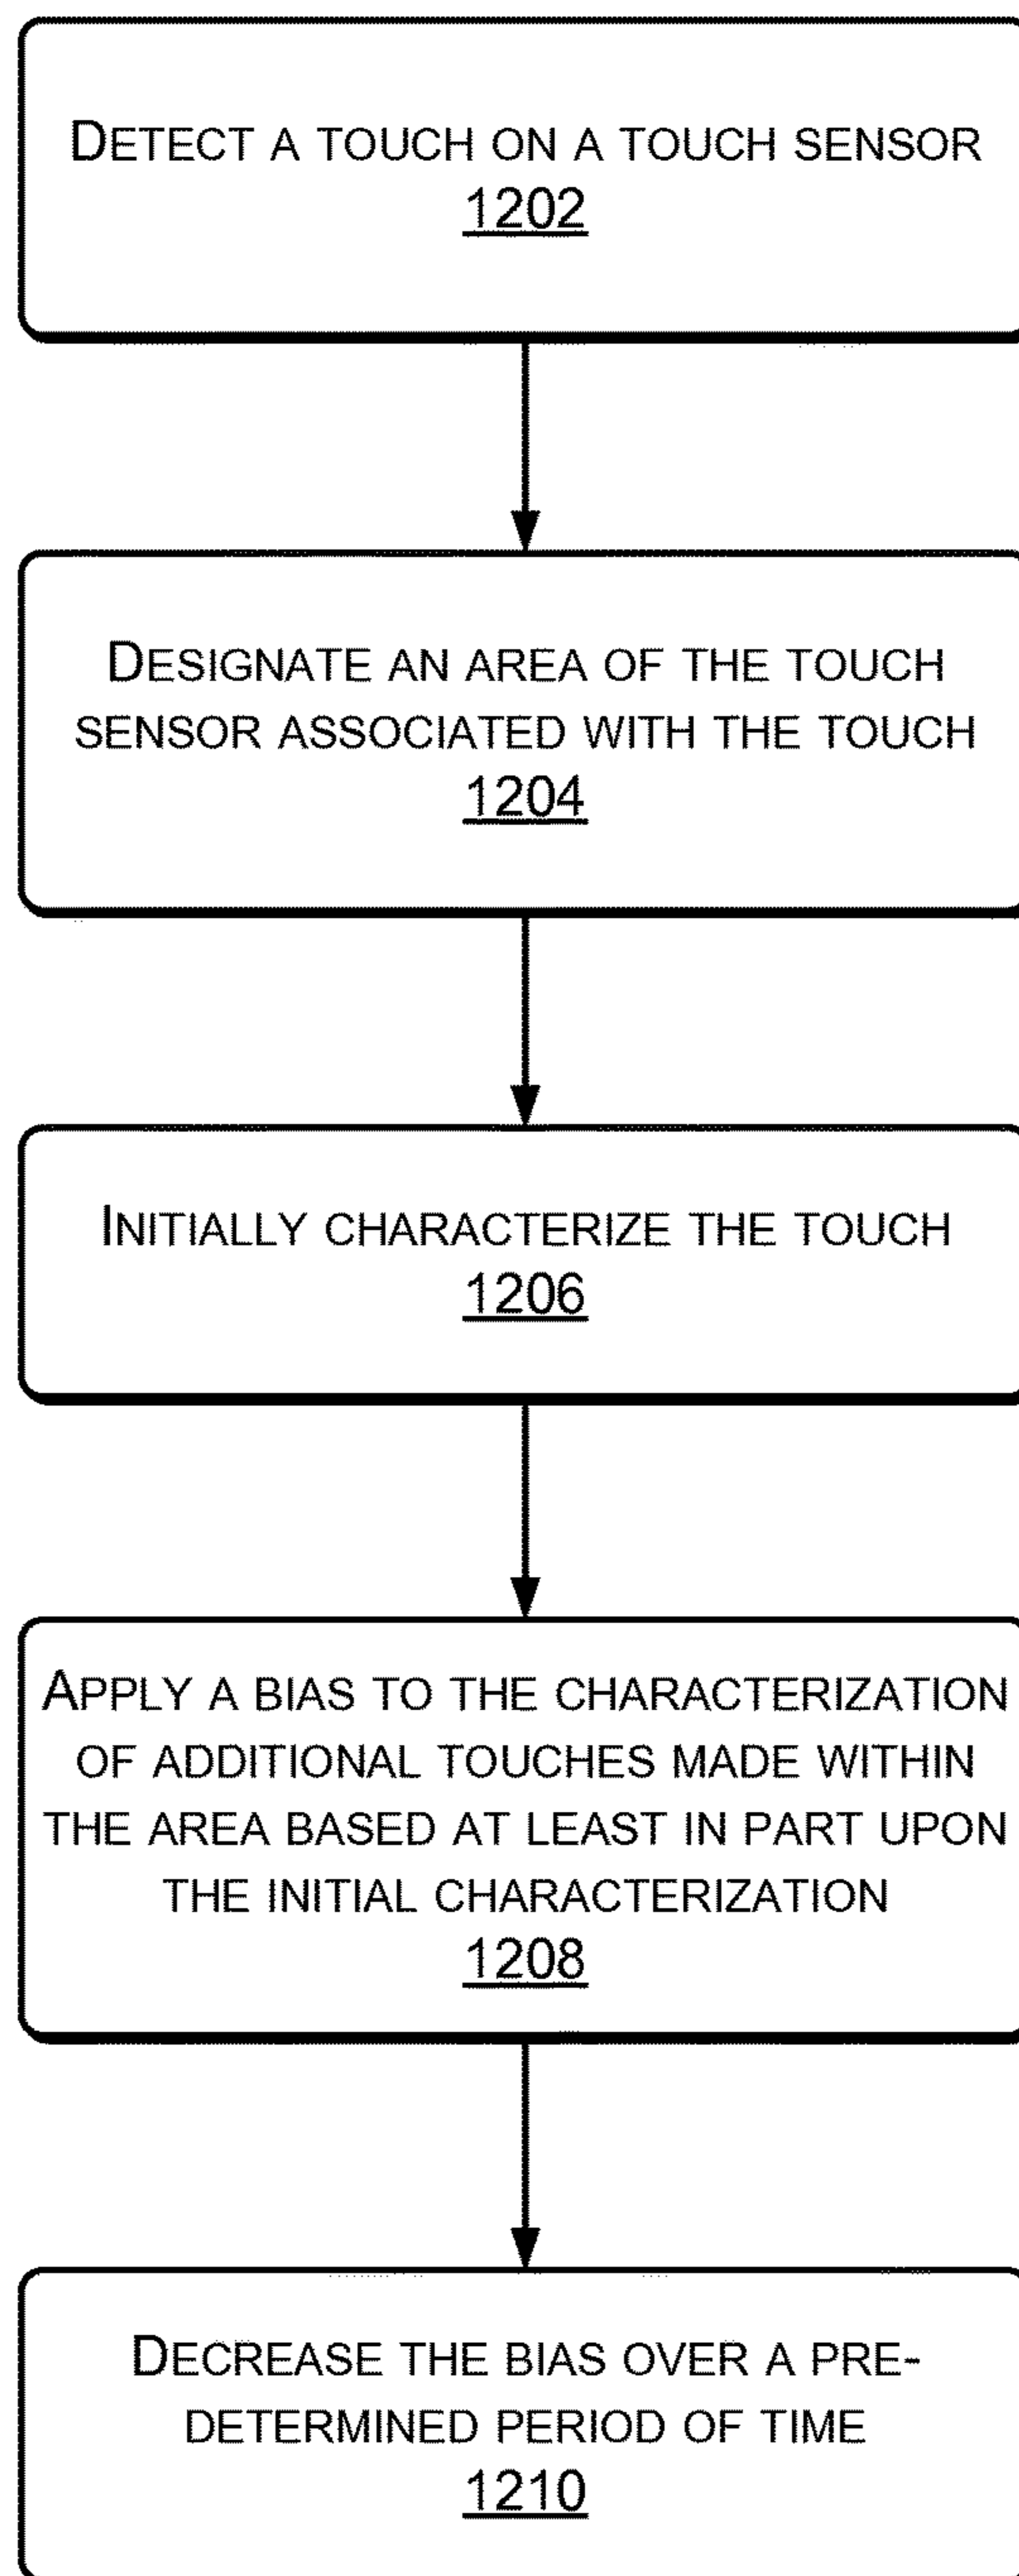 DETECT A TOUCH ON A TOUCH SENSOR
1202
DESIGNATE AN AREA OF THE TOUCH
SENSOR ASSOCIATED WITH THE TOUCH
1204
INITIALLY CHARACTERIZE THE TOUCH
1206
APPLY A BIAS TO THE CHARACTERIZATION
OF ADDITIONAL TOUCHES MADE WITHIN
THE AREA BASED AT LEAST IN PART UPON
THE INITIAL CHARACTERIZATION
1208
DECREASE THE BIAS OVER A PRE-
DETERMINED PERIOD OF TIME
1210